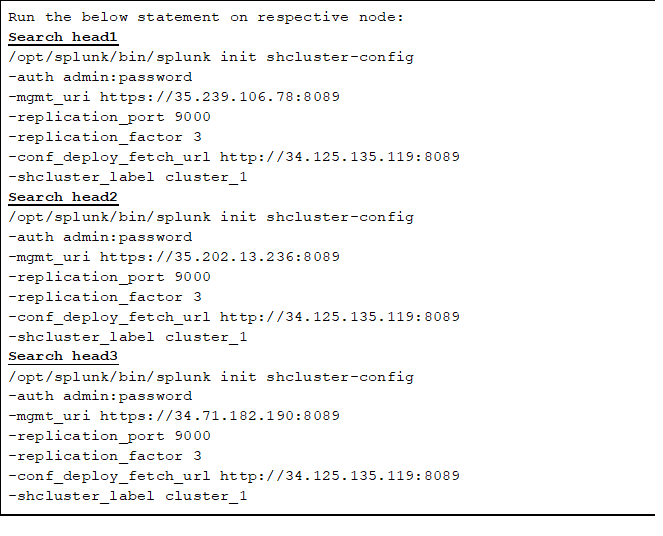 Run the below statement on respective node:
Search head1
/opt/splunk/bin/splunk init shcluster-config
-auth admin:password
-mgmt_uri https://35.239.106.78:8089
-replication_port 9000
-replication_factor 3
-conf_deploy_fetch_url http://34.125.135.119:8089
-shcluster_label cluster_1
Search head2
/opt/splunk/bin/splunk init shcluster-config
-auth admin:password
-mgmt_uri https://35.202.13.236:8089
-replication_port 9000
-replication_factor 3
-conf_deploy_fetch_url http://34.125.135.119:8089
-shcluster_label cluster_1
Search head3
/opt/splunk/bin/splunk init shcluster-config
-auth admin:password
-mgmt_uri https://34.71.182.190:8089
-replication_port 9000
-replication_factor 3
-conf_deploy_fetch_url http://34.125.135.119:8089
-shcluster_label cluster_1